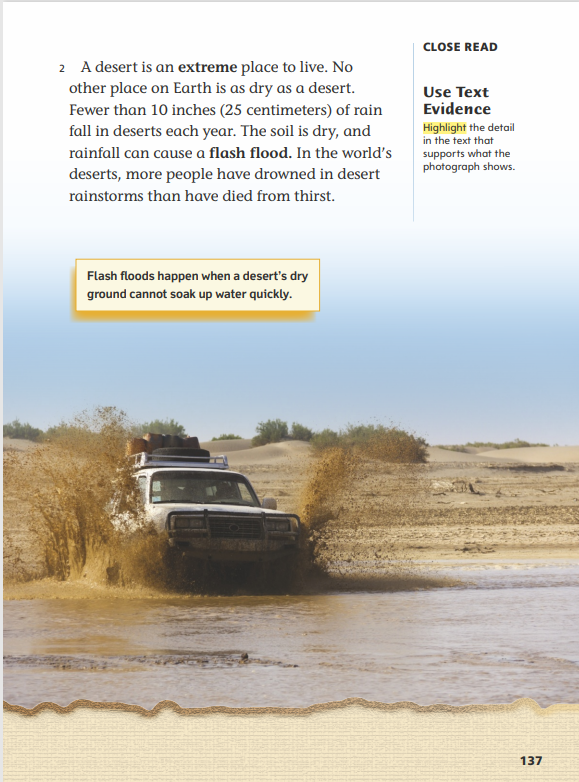 CLOSE READ
2 A desert is an extreme place to live. No
other place on Earth is as dry as a desert.
Fewer than 10 inches (25 centimeters) of rain
fall in deserts each year. The soil is dry, and
rainfall can cause a flash flood. In the world’s
deserts, more people have drowned in desert
rainstorms than have died from thirst.
Use Text
Evidence
Highlight the detail
in the text that
supports what the
photograph shows.
Flash floods happen when a desert’s dry
ground cannot soak up water quickly.
137